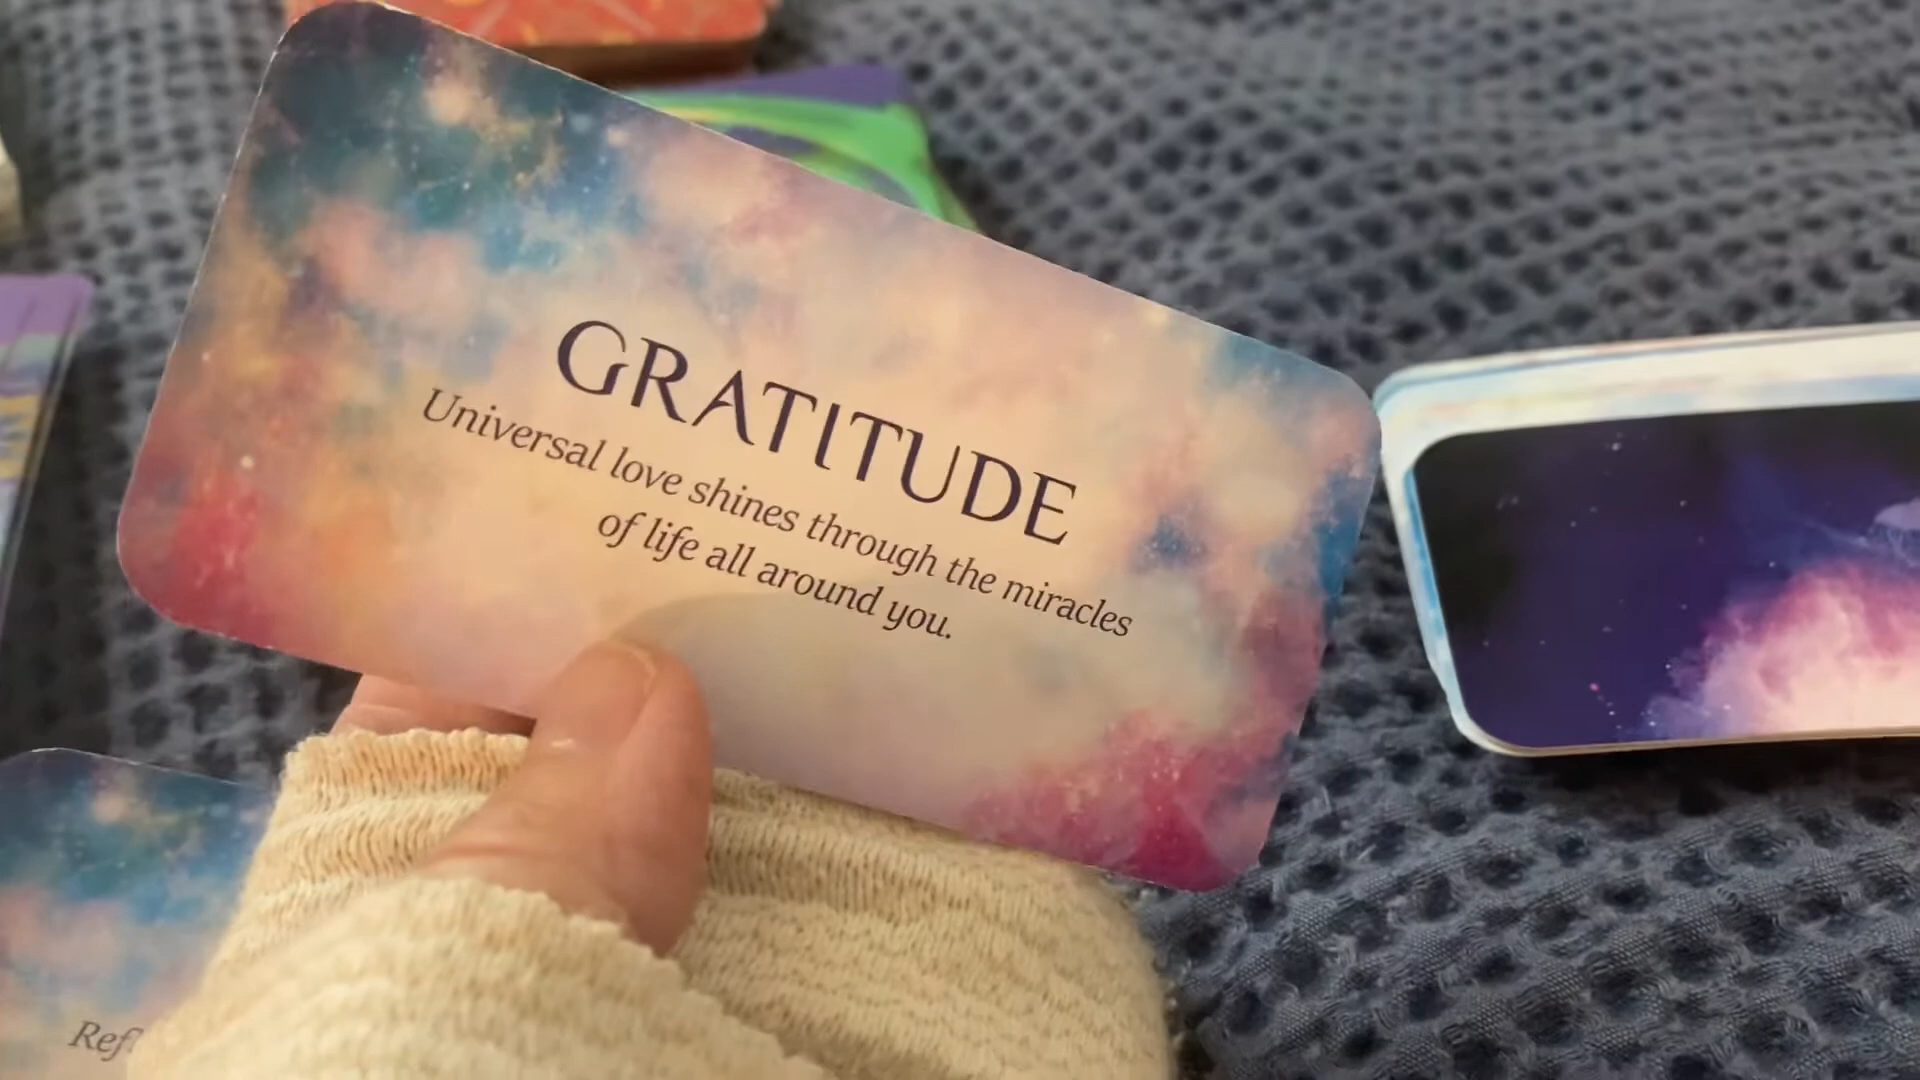 GRATITUDE
Universal love shines through the miracles
of life all around you.